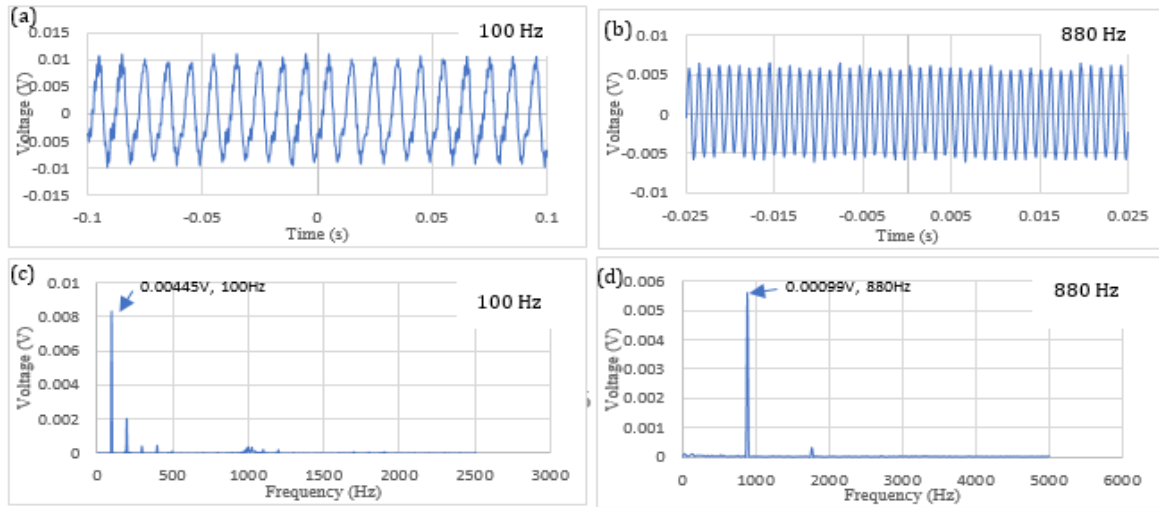 (a)
100 Hz
0.015
0.01
0.005
0
-0.005
-0.01
-0.015
Voltage (V)
-0.1
-0.05
0
0.05
0.1
Time (s)
(b)
880 Hz
0.01
0.005
0
-0.005
-0.01
Voltage (V)
-0.025
-0.015
-0.005
0.005
0.015
0.025
Time (s)
(c)
0.00445V, 100Hz
100 Hz
0.01
0.008
0.006
0.004
0.002
0
Voltage (V)
0
500
1000
1500
2000
2500
3000
Frequency (Hz)
(d)
0.00099V, 880Hz
880 Hz
0.006
0.005
0.004
0.003
0.002
0.001
0
Voltage (V)
0
1000
2000
3000
4000
5000
6000
Frequency (Hz)